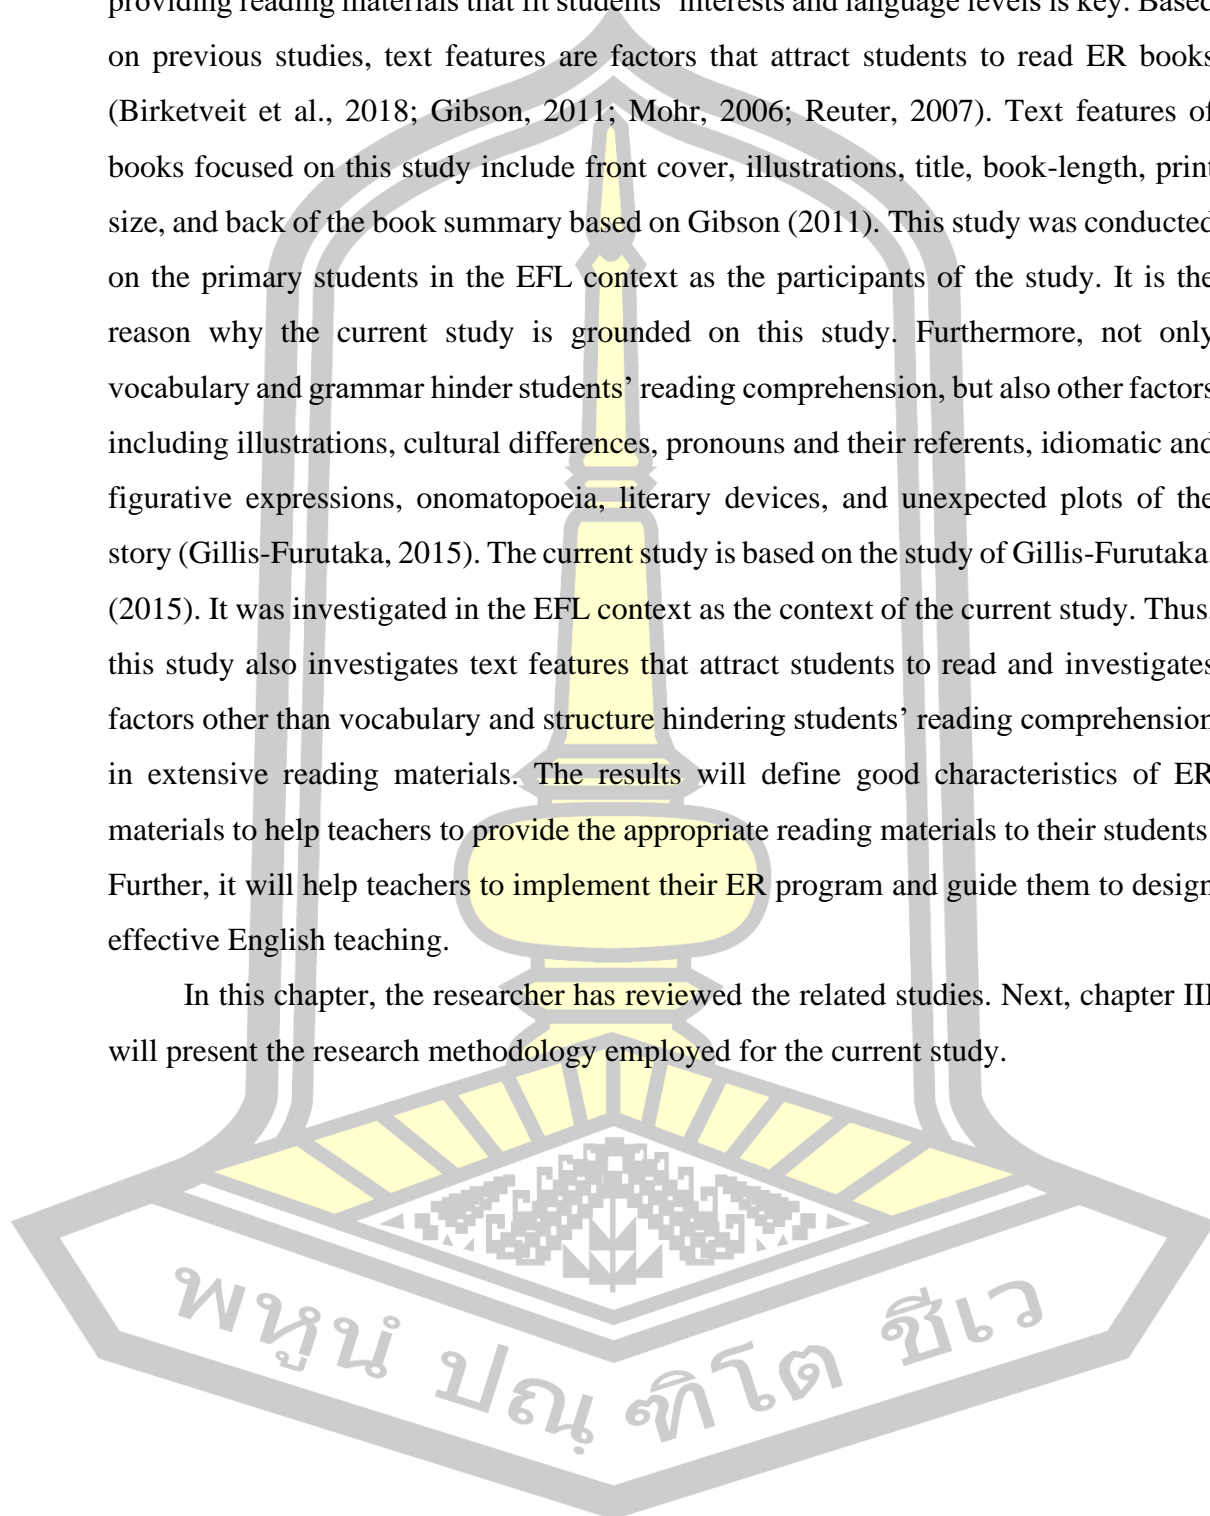 providing reading materials that fit students’ interests and language levels is key. Based
on previous studies, text features are factors that attract students to read ER books
(Birketveit et al., 2018; Gibson, 2011; Mohr, 2006; Reuter, 2007). Text features of
books focused on this study include front cover, illustrations, title, book-length, print
size, and back of the book summary based on Gibson (2011). This study was conducted
on the primary students in the EFL context as the participants of the study. It is the
reason why the current study is grounded on this study. Furthermore, not only
vocabulary and grammar hinder students’ reading comprehension, but also other factors
including illustrations, cultural differences, pronouns and their referents, idiomatic and
figurative expressions, onomatopoeia, literary devices, and unexpected plots of the
story (Gillis-Furutaka, 2015). The current study is based on the study of Gillis-Furutaka,
(2015). It was investigated in the EFL context as the context of the current study. Thus,
this study also investigates text features that attract students to read and investigates
factors other than vocabulary and structure hindering students’ reading comprehension
in extensive reading materials. The results will define good characteristics of ER
materials to help teachers to provide the appropriate reading materials to their students.
Further, it will help teachers to implement their ER program and guide them to design
effective English teaching.
In this chapter, the researcher has reviewed the related studies. Next, chapter III
will present the research methodology employed for the current study.
พหูนํ ปณฺฑิโต ชีเว